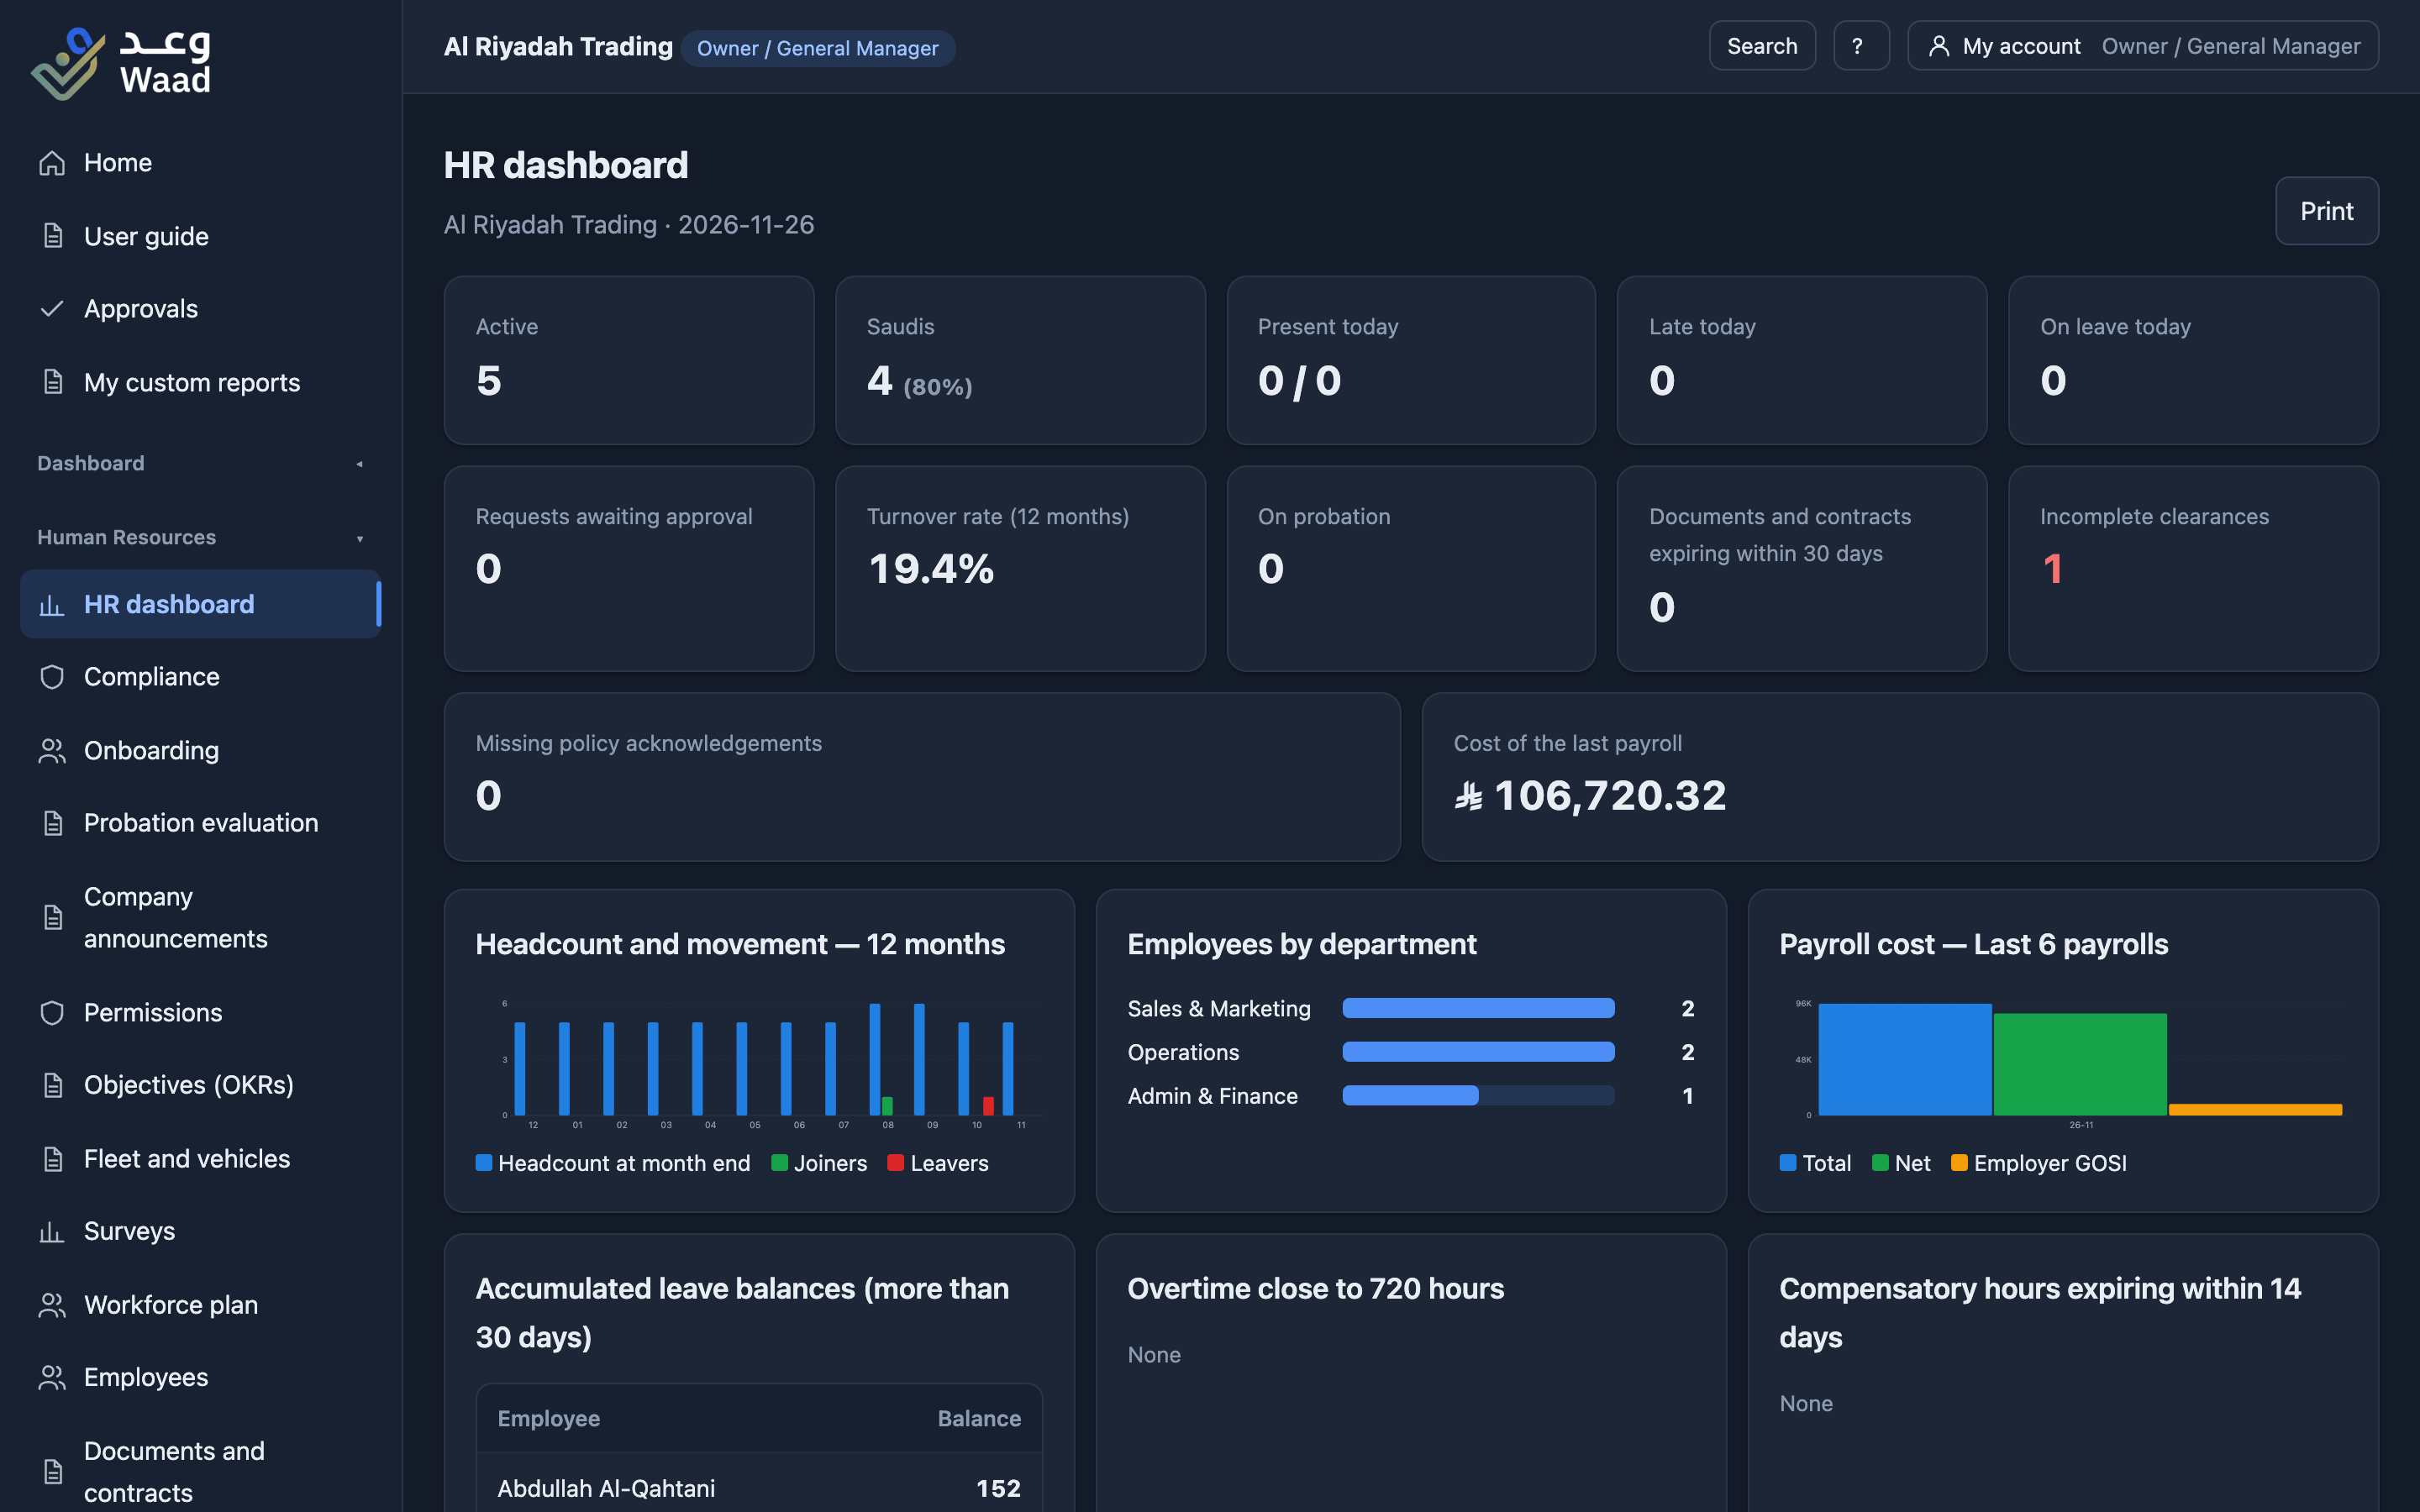 وعد
Waad
Al Riyadah Trading
Owner / General Manager
Search
?
My account
Owner / General Manager
Home
User guide
Approvals
My custom reports
Dashboard
Human Resources
HR dashboard
Compliance
Onboarding
Probation evaluation
Company
announcements
Permissions
Objectives (OKRs)
Fleet and vehicles
Surveys
Workforce plan
Employees
Documents and
contracts
HR dashboard
Al Riyadah Trading · 2026-11-26
Print
Active
5
Saudis
4 (80%)
Present today
0 / 0
Late today
0
On leave today
0
Requests awaiting approval
0
Turnover rate (12 months)
19.4%
On probation
0
Documents and contracts
expiring within 30 days
0
Incomplete clearances
1
Missing policy acknowledgements
0
Cost of the last payroll
⃁ 106,720.32
Headcount and movement — 12 months
6
3
0
12 01 02 03 04 05 06 07 08 09 10 11
Headcount at month end Joiners Leavers
Employees by department
Sales & Marketing 2
Operations 2
Admin & Finance 1
Payroll cost — Last 6 payrolls
96K
48K
0
26-11
Total Net Employer GOSI
Accumulated leave balances (more than
30 days)
Employee Balance
Abdullah Al-Qahtani 152
Overtime close to 720 hours
None
Compensatory hours expiring within 14
days
None